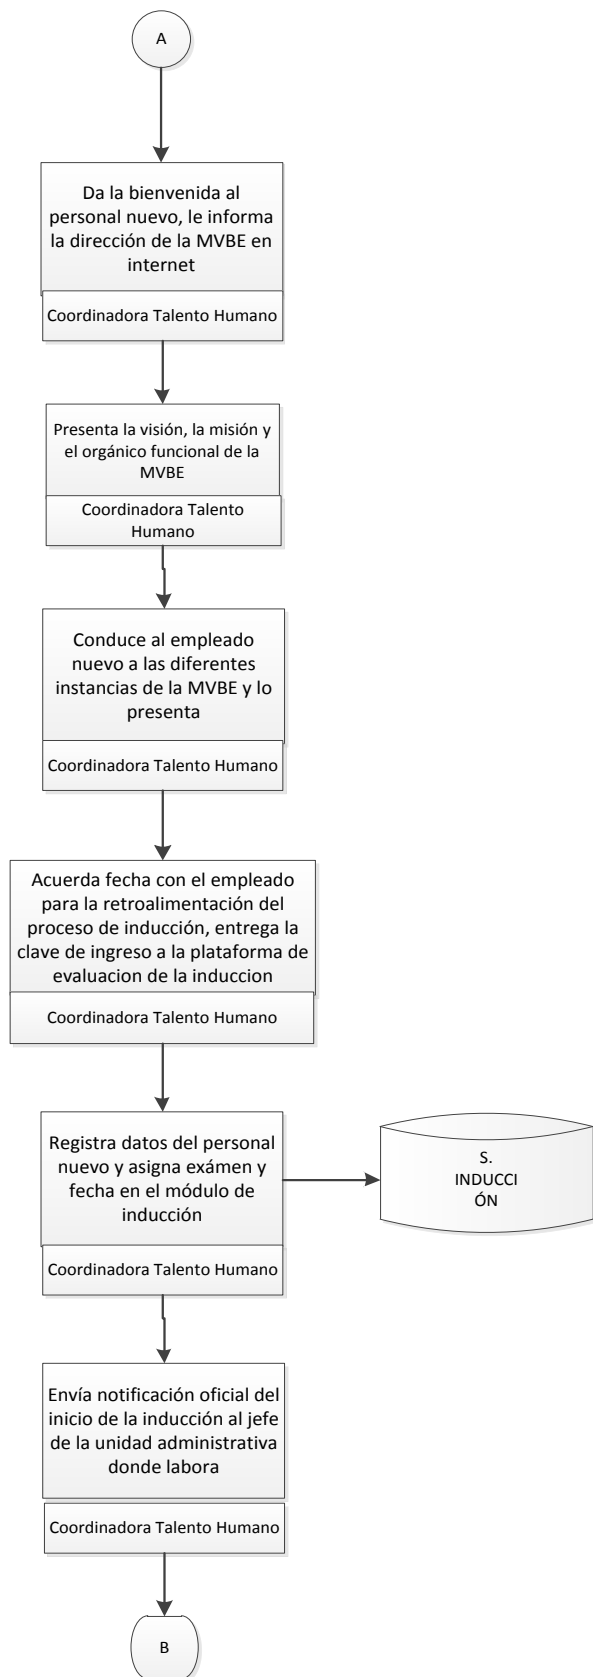 A
Da la bienvenida al
personal nuevo, le informa
la dirección de la MVBE en
internet
Coordinadora Talento Humano
Presenta la visión, la misión y
el orgánico funcional de la
MVBE
Coordinadora Talento
Humano
Conduce al empleado
nuevo a las diferentes
instancias de la MVBE y lo
presenta
Coordinadora Talento Humano
Acuerda fecha con el empleado
para la retroalimentación del
proceso de inducción, entrega la
clave de ingreso a la plataforma de
evaluacion de la induccion
Coordinadora Talento Humano
Registra datos del personal
nuevo y asigna exámen y
fecha en el módulo de
inducción
Coordinadora Talento Humano
S.
INDUCCI
ÓN
Envía notificación oficial del
inicio de la inducción al jefe
de la unidad administrativa
donde labora
Coordinadora Talento Humano
B